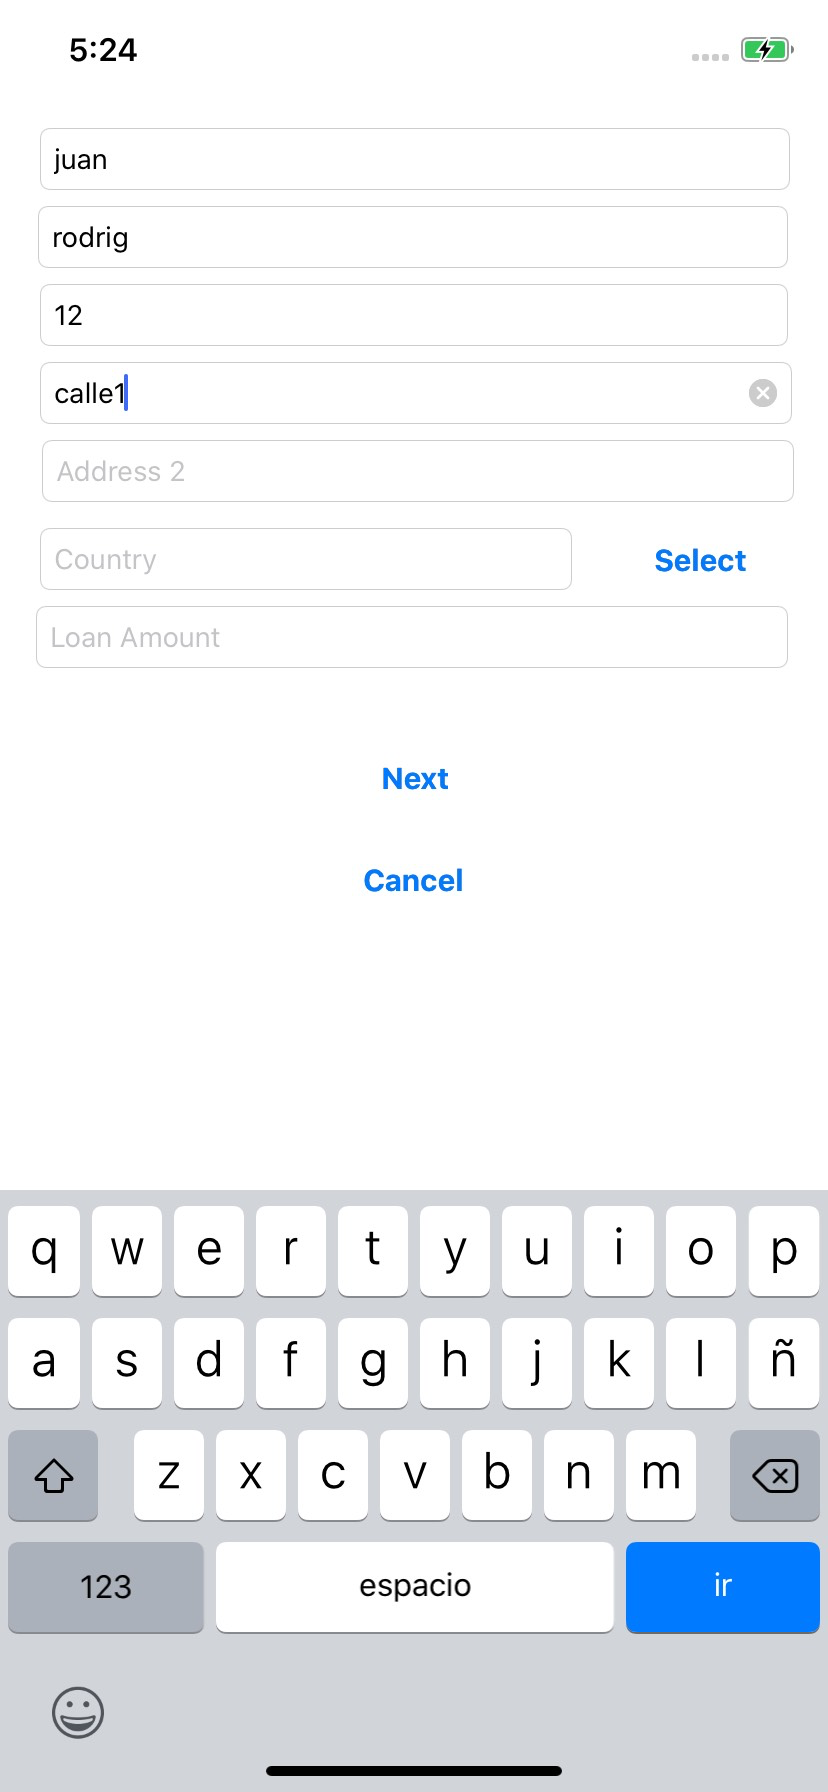 5:24
juan
rodrig
12
calle1
Address 2
Country Select
Loan Amount
Next
Cancel
q w e r t y u i o p
a s d f g h j k l ñ
z x c v b n m
123 espacio ir